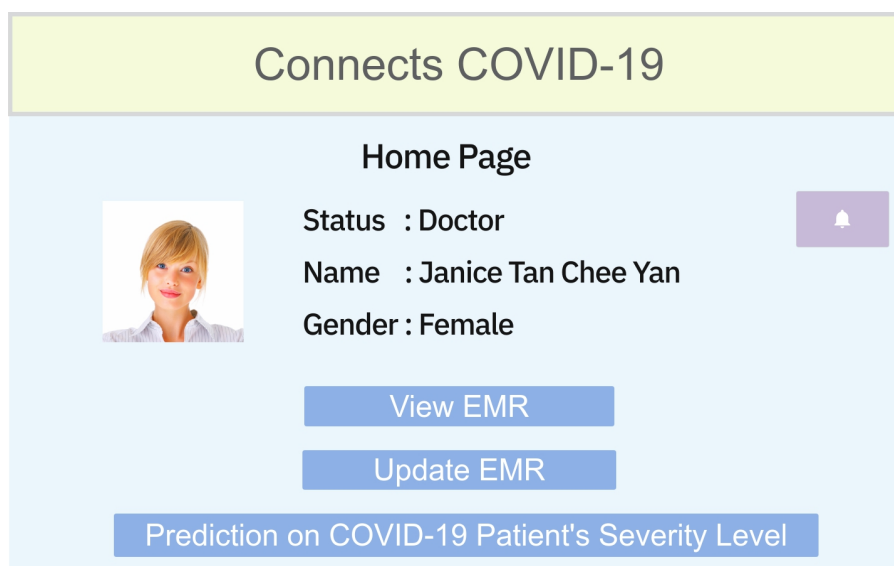 Connects COVID-19
Home Page
Status : Doctor
Name : Janice Tan Chee Yan
Gender : Female
View EMR
Update EMR
Prediction on COVID-19 Patient's Severity Level